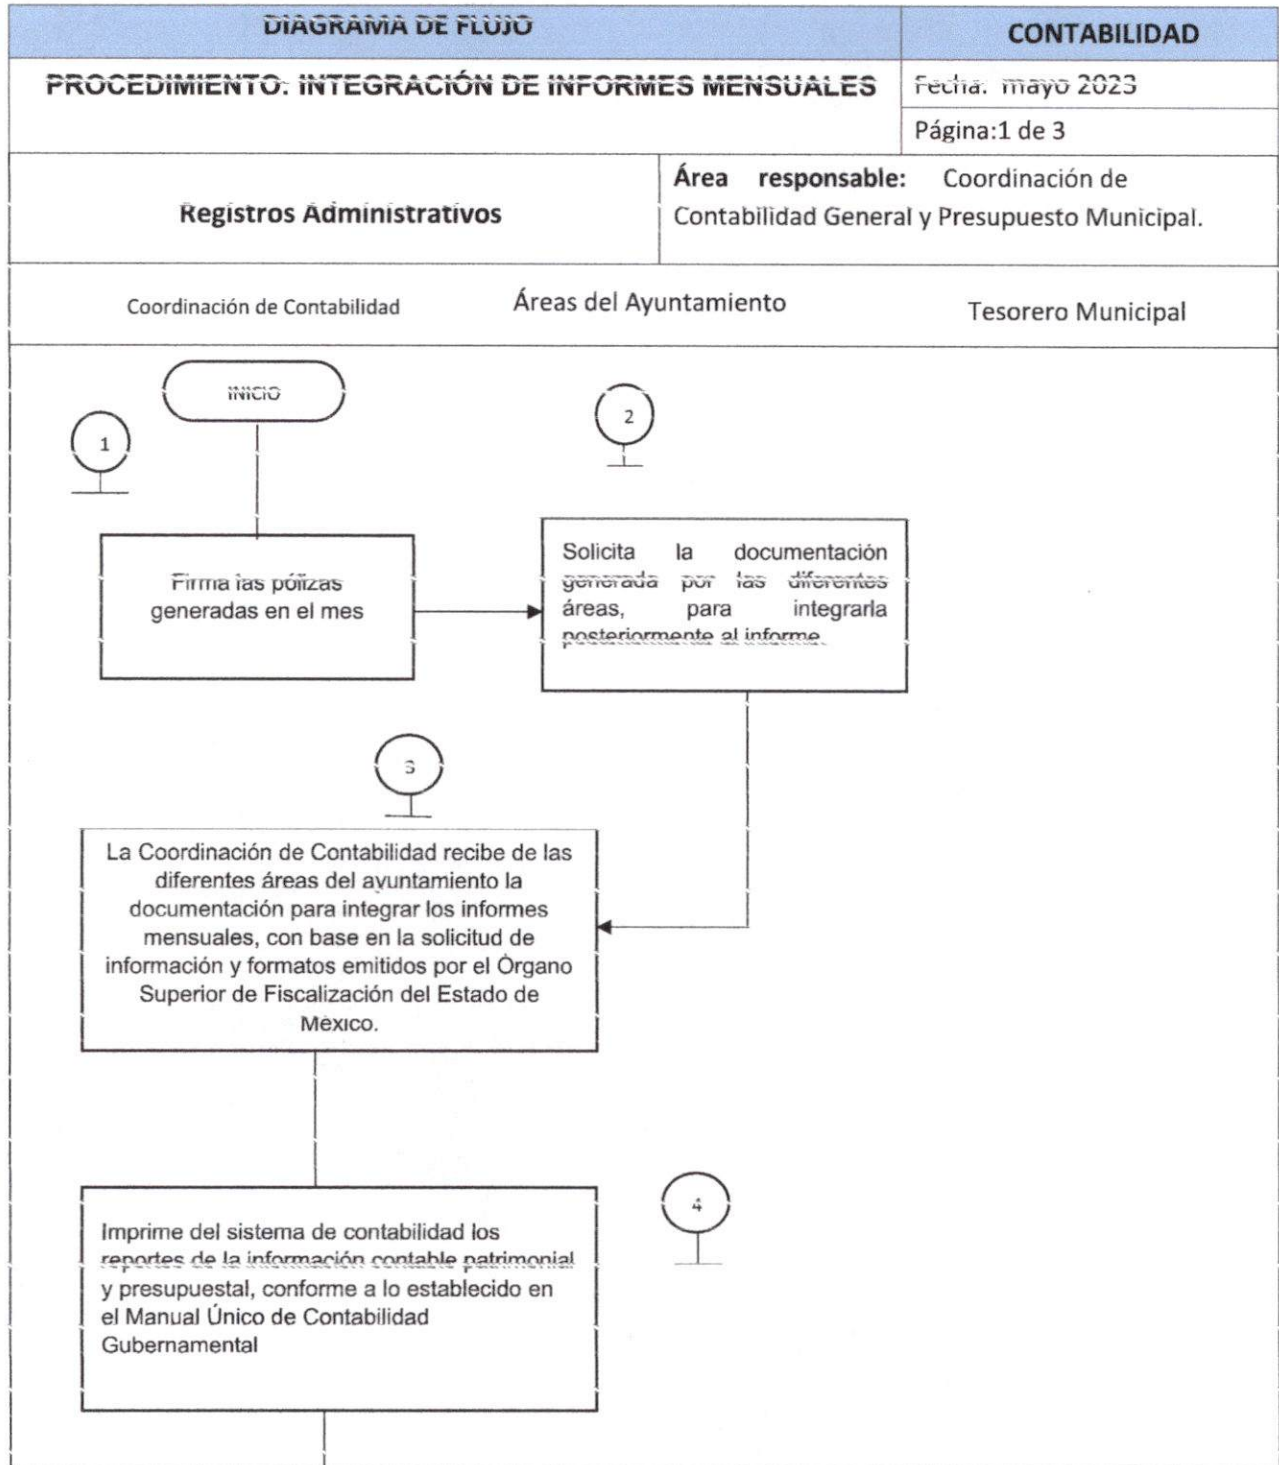 DIAGRAMA DE FLUJO
CONTABILIDAD
PROCEDIMIENTO: INTEGRACIÓN DE INFORMES MENSUALES
Fecha: mayo 2023
Página:1 de 3
Registros Administrativos
Área responsable: Coordinación de
Contabilidad General y Presupuesto Municipal.
Coordinación de Contabilidad
Áreas del Ayuntamiento
Tesorero Municipal
INICIO
1
2
Firma las pólizas
generadas en el mes
Solicita la documentación
generada por las diferentes
áreas, para integrarla
posteriormente al informe.
3
La Coordinación de Contabilidad recibe de las
diferentes áreas del ayuntamiento la
documentación para integrar los informes
mensuales, con base en la solicitud de
información y formatos emitidos por el Órgano
Superior de Fiscalización del Estado de
México.
4
Imprime del sistema de contabilidad los
reportes de la información contable patrimonial
y presupuestal, conforme a lo establecido en
el Manual Único de Contabilidad
Gubernamental